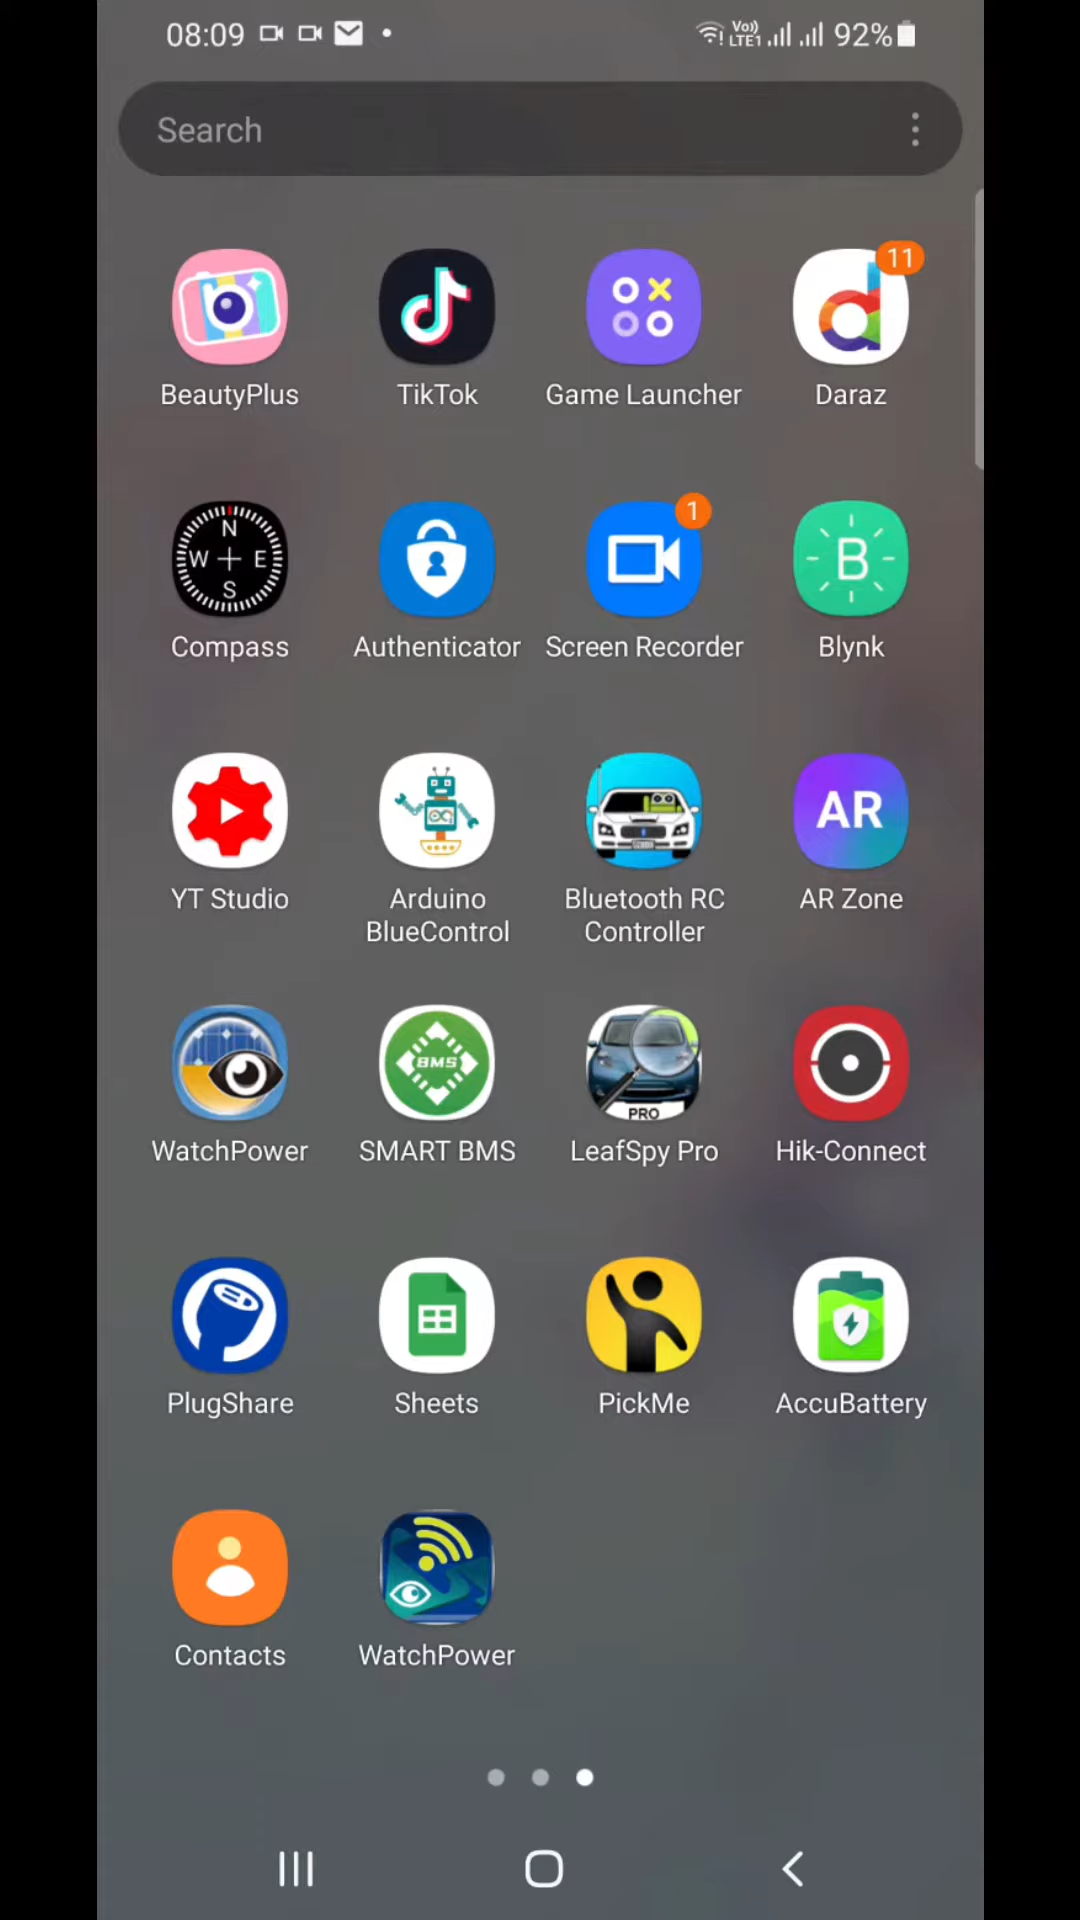 08:09 Vo)) LTE1 92%
Search
11
BeautyPlus TikTok Game Launcher Daraz
N
W E
S
1
B
Compass Authenticator Screen Recorder Blynk
AR
YT Studio Arduino BlueControl Bluetooth RC Controller AR Zone
BMS
PRO
WatchPower SMART BMS LeafSpy Pro Hik-Connect
PlugShare Sheets PickMe AccuBattery
Contacts WatchPower